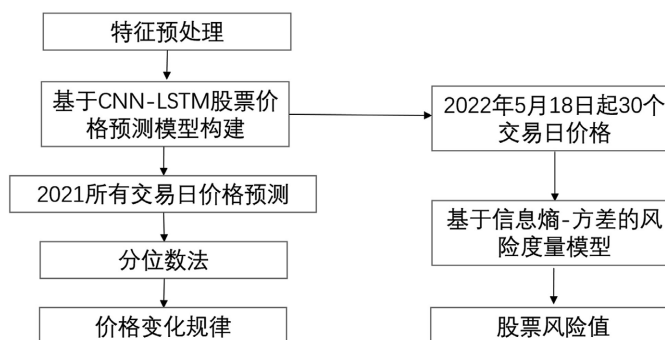 特征预处理
基于CNN-LSTM股票价
格预测模型构建
2021所有交易日价格预测
分位数法
价格变化规律
2022年5月18日起30个
交易日价格
基于信息熵-方差的风
险度量模型
股票风险值